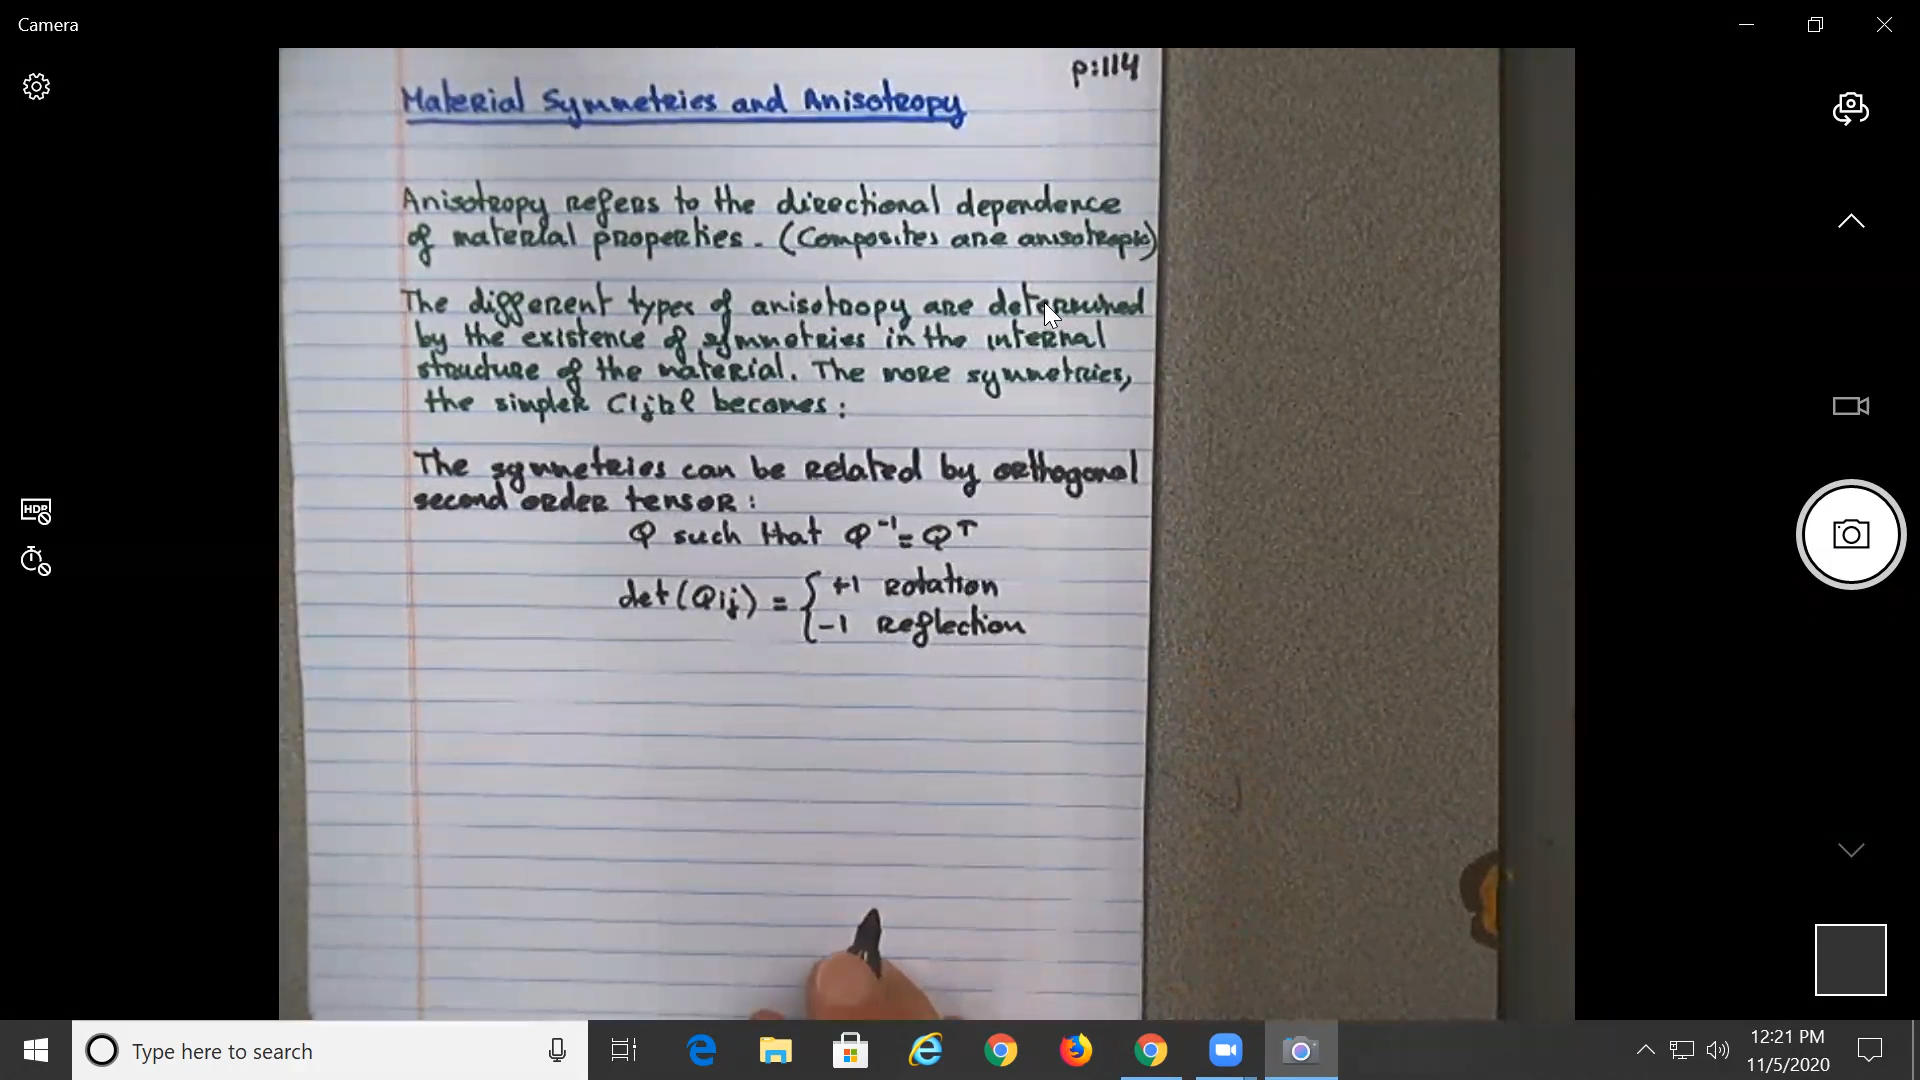 Camera
p:114
Material Symmetries and Anisotropy
Anisotropy refers to the directional dependence
of material properties. (Composites are anisotropic)
The different types of anisotropy are determined
by the existence of symmetries in the internal
structure of the material. The more symmetries,
the simpler Cijkl becomes:
The symmetries can be related by orthogonal
second order tensor:
Q such that Q⁻¹ = Qᵀ
det(Qij) = { +1 Rotation
-1 Reflection
HDR
Type here to search
12:21 PM
11/5/2020